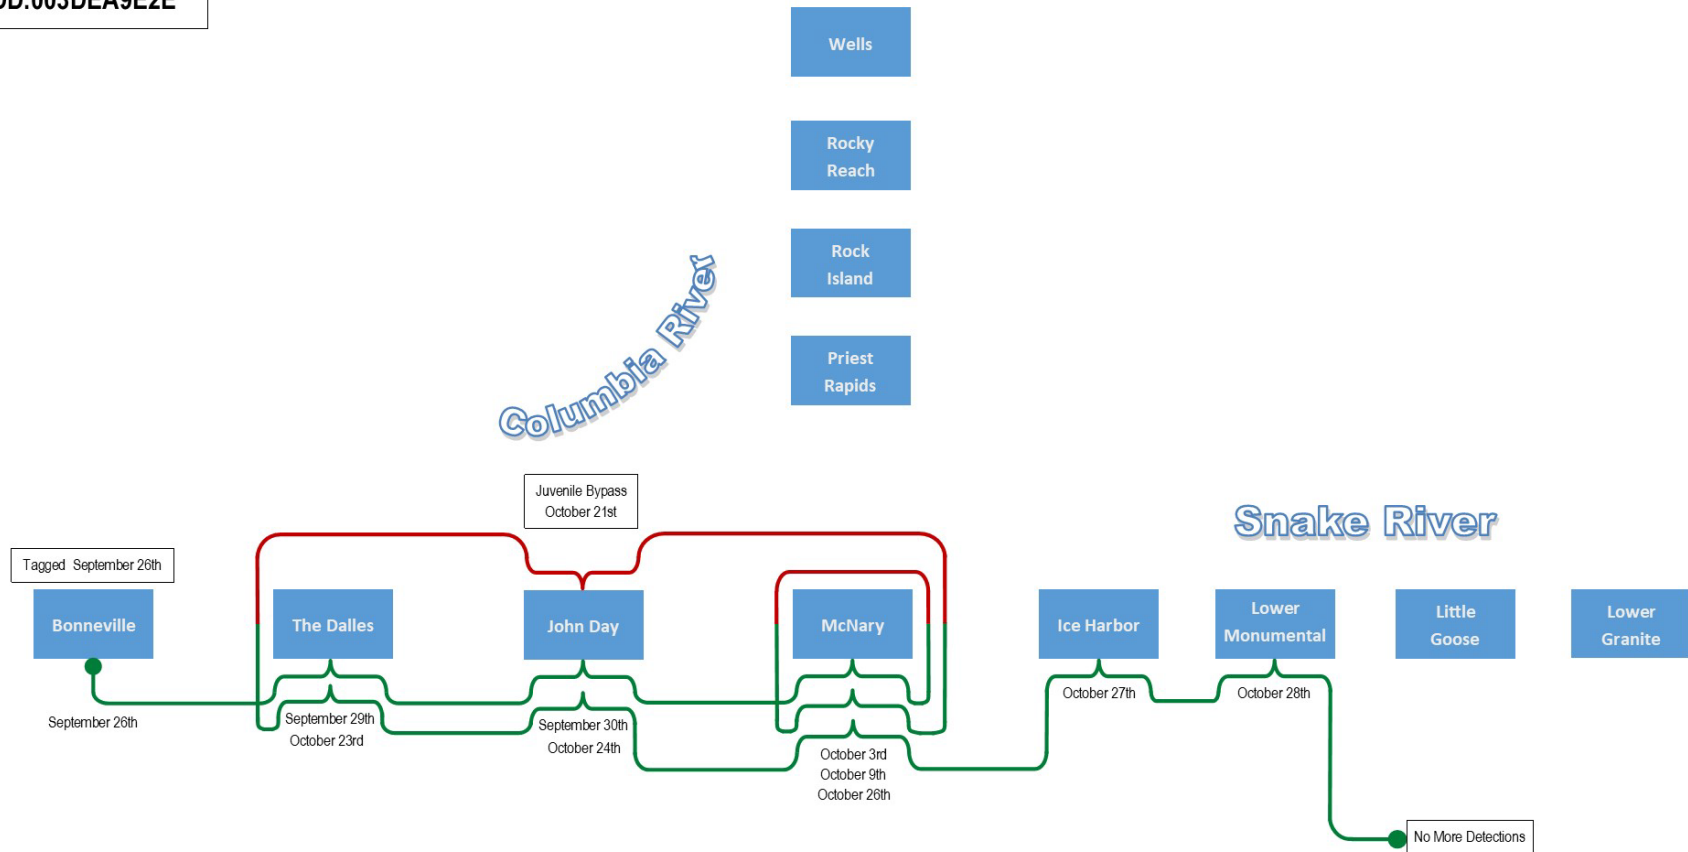 Wells
Rocky
Reach
Rock
Island
Priest
Rapids
Columbia River
Juvenile Bypass
October 21st
Snake River
Tagged September 26th
Bonneville
The Dalles
John Day
McNary
Ice Harbor
Lower
Monumental
Little
Goose
Lower
Granite
September 26th
September 29th
October 23rd
September 30th
October 24th
October 3rd
October 9th
October 26th
October 27th
October 28th
No More Detections